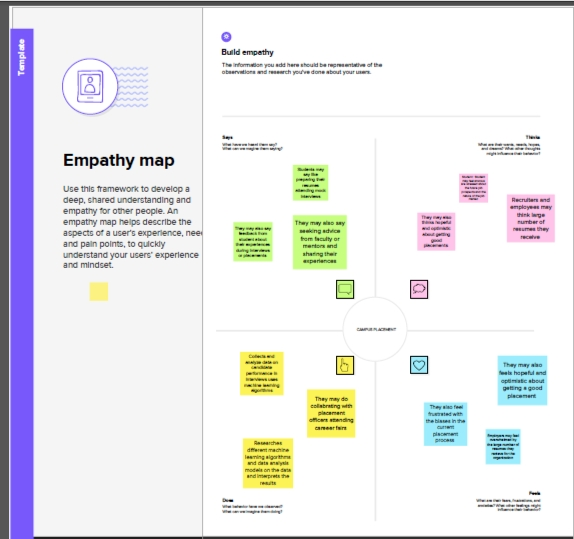 Template
Empathy map
Use this framework to develop a
deep, shared understanding and
empathy for other people. An
empathy map helps describe the
aspects of a user's experience, need
and pain points, to quickly
understand your users' experience
and mindset.
Build empathy
The information you add here should be representative of the
observations and research you've done about your users.
Says
What have we heard them say?
What can we imagine them saying?
Thinks
What are their wants, needs, hopes,
and dreams? What other thoughts
might influence their behavior?
Students may
say like
preparing their
resumes
attending mock
interviews
They may also say
feedback from
student about
their experiences
during interviews
or placements
They may also say
seeking advice
from faculty or
mentors and
sharing their
experiences
They may also
thinks hopeful
and optimistic
about getting
good
placements
Recruiters and
employees may
think large
number of
resumes they
receive
CAMPUS PLACEMENT
Collects and
analyze data on
candidate
performance in
interviews uses
machine learning
algorithms
They may do
collabrating with
placement
officers attending
career fairs
Researches
different machine
learning algorithms
and data analysis
models on the data
and interprets the
results
They may also
feels hopeful and
optimistic about
getting a good
placement
They also feel
frustrated with
the biases in the
current
placement
process
Employers may feel
overwhelmed by
the large number of
resumes they
organization
Does
What behavior have we observed?
What can we imagine them doing?
Feels
What are their fears, frustrations, and
anxieties? What other feelings might
influence their behavior?